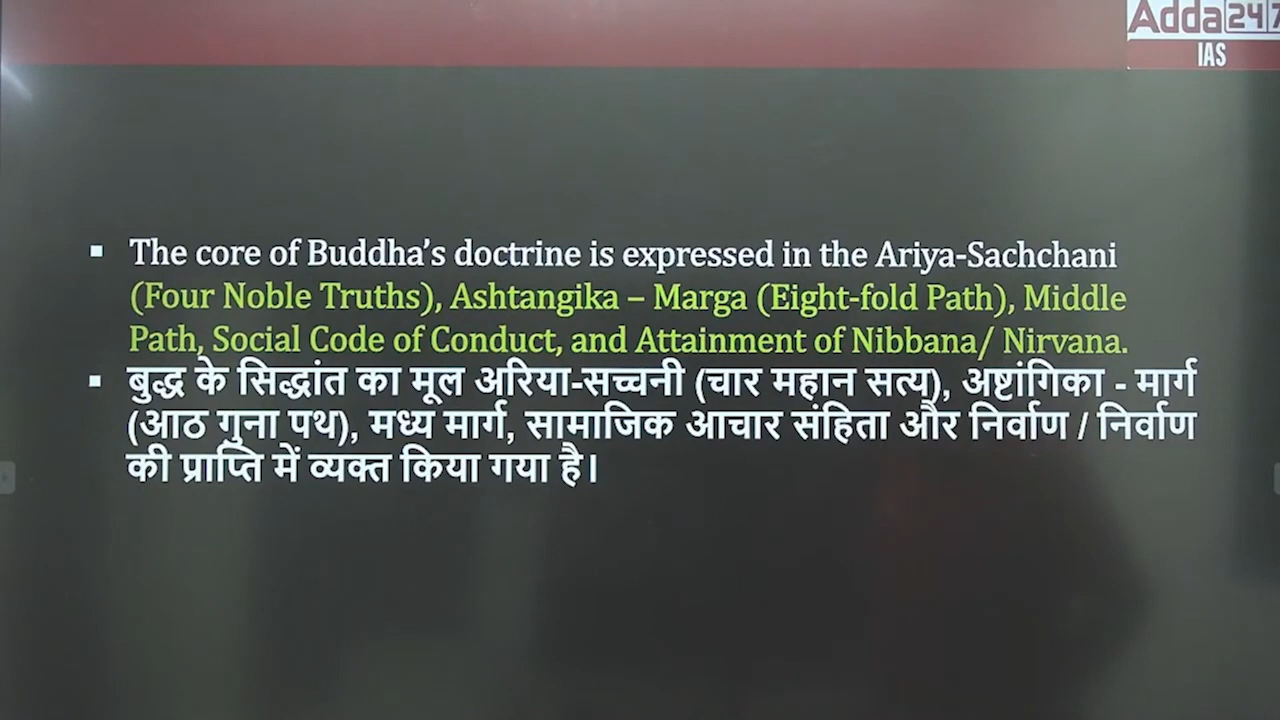 Adda247
IAS
▪ The core of Buddha's doctrine is expressed in the Ariya-Sachchani
(Four Noble Truths), Ashtangika – Marga (Eight-fold Path), Middle
Path, Social Code of Conduct, and Attainment of Nibbana/ Nirvana.
▪ बुद्ध के सिद्धांत का मूल अरिया-सच्चनी (चार महान सत्य), अष्टांगिका - मार्ग
(आठ गुना पथ), मध्य मार्ग, सामाजिक आचार संहिता और निर्वाण / निर्वाण
की प्राप्ति में व्यक्त किया गया है।